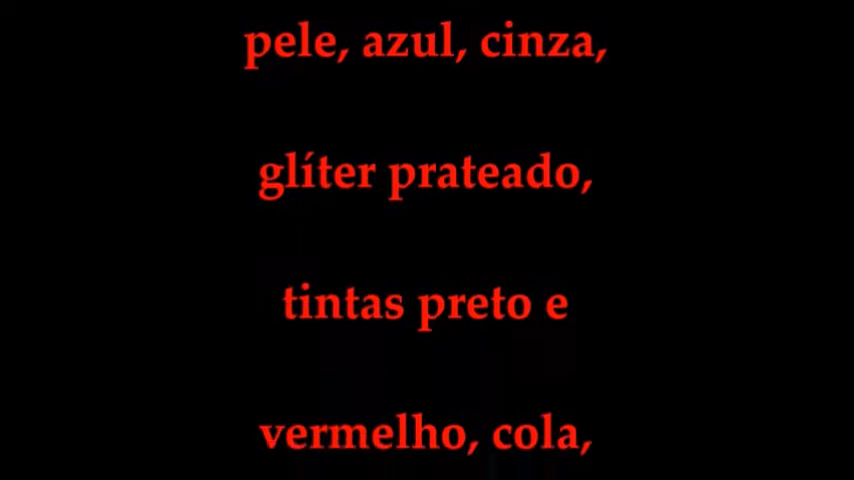 pele, azul, cinza,
glíter prateado,
tintas preto e
vermelho, cola,